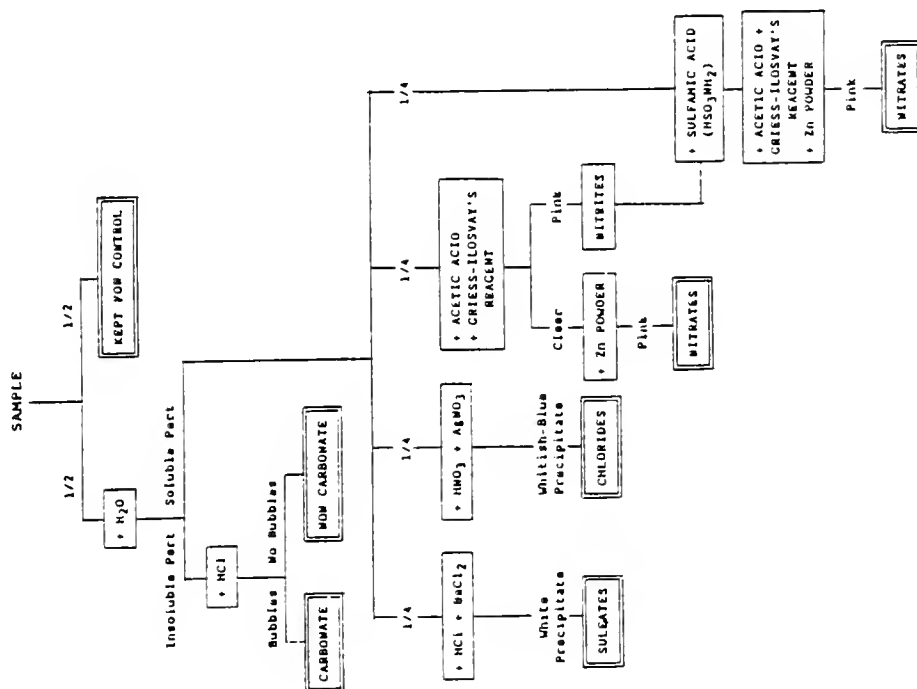 SAMPLE
1/2
1/2
+ H₂O
KEPT WOW CONTROL
Insoluble Part
Soluble Part
+ HCl
Bubbles
No Bubbles
CARBONATE
WOW CARBONATE
1/4
1/4
1/4
1/4
+ HCl + BaCl₂
+ HNO₃ + AgNO₃
+ ACETIC ACID
+ GRIESS-ILOSVAY'S
REAGENT
+ SULFAMIC ACID
(HSO₃NH₂)
White
Precipitate
Whitish-Blue
Precipitate
Clear
Pink
SULFATES
CHLORIDES
+ Zn POWDER
NITRITES
+ ACETIC ACID +
GRIESS-ILOSVAY'S
REAGENT
+ Zn POWDER
Pink
Pink
NITRATES
NITRATES